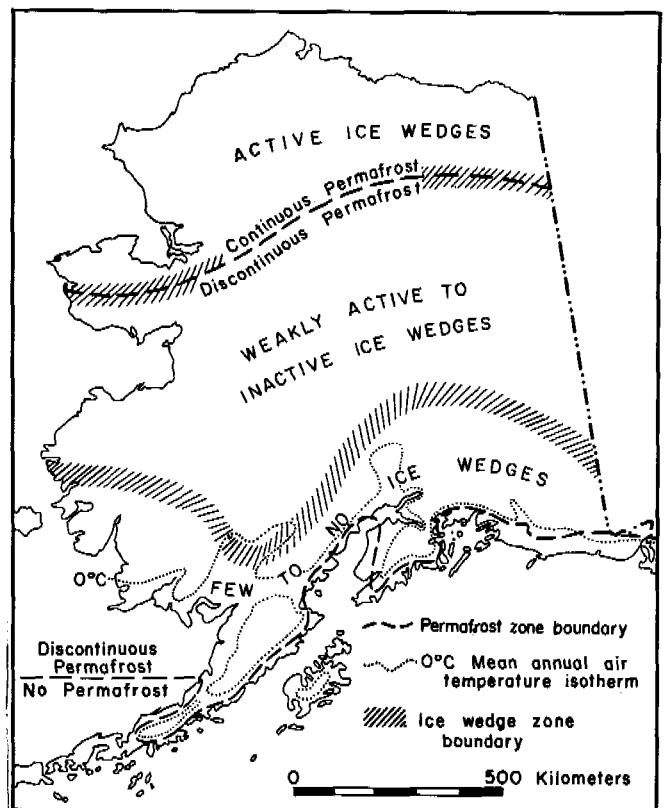 ACTIVE ICE WEDGES
Continuous Permafrost
Discontinuous Permafrost
WEAKLY ACTIVE TO
INACTIVE ICE WEDGES
FEW TO NO ICE WEDGES
0°C
Discontinuous
Permafrost
No Permafrost
Permafrost zone boundary
0°C Mean annual air
temperature isotherm
Ice wedge zone
boundary
0 500 Kilometers